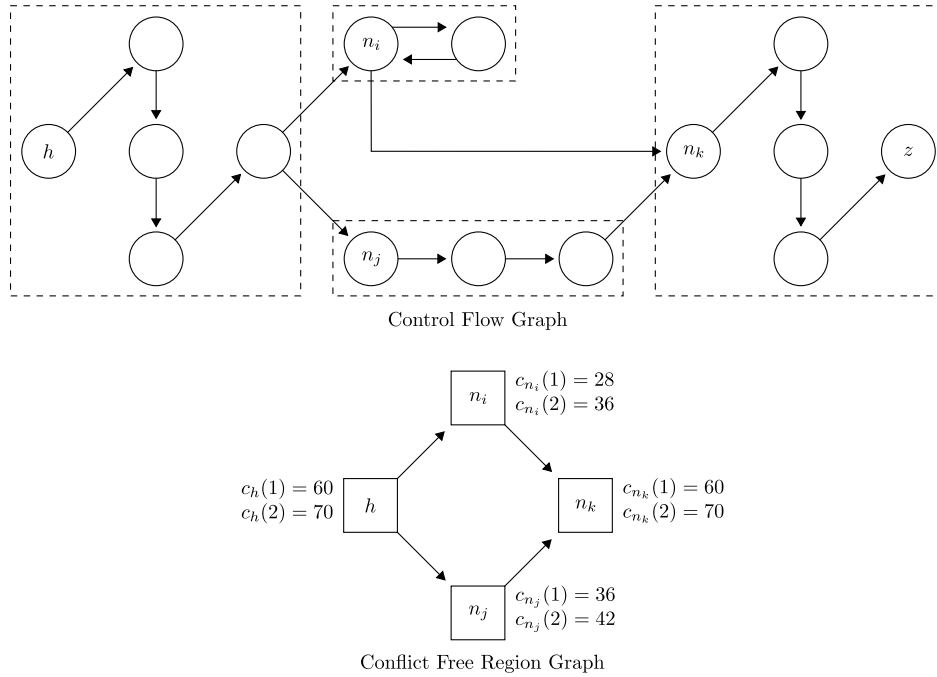 n_i
h
n_k
z
n_j
Control Flow Graph
n_i
c_{n_i}(1) = 28
c_{n_i}(2) = 36
c_h(1) = 60
c_h(2) = 70
h
n_k
c_{n_k}(1) = 60
c_{n_k}(2) = 70
n_j
c_{n_j}(1) = 36
c_{n_j}(2) = 42
Conflict Free Region Graph